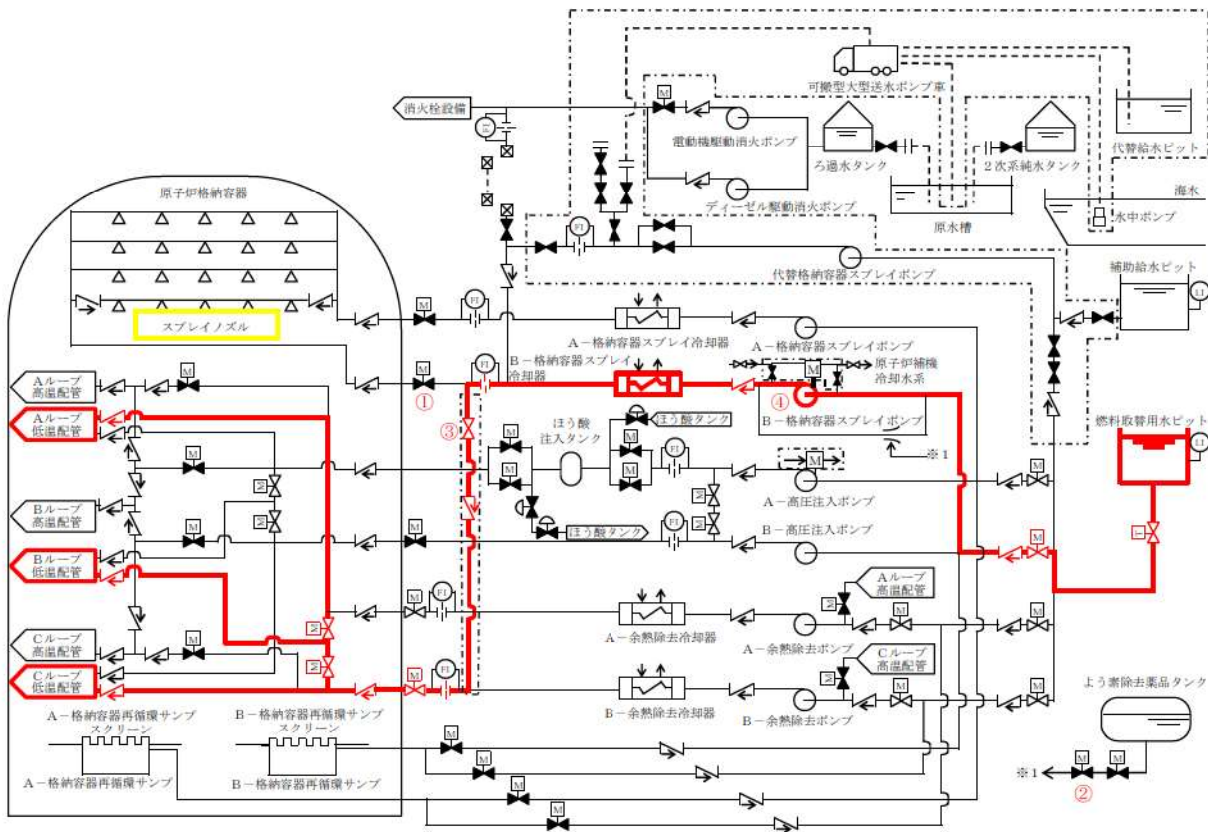 消火栓設備
FI
M
電動機駆動消火ポンプ
ディーゼル駆動消火ポンプ
可搬型大型送水ポンプ車
ろ過水タンク
2次系純水タンク
代替給水ピット
原水槽
海水
水中ポンプ
原子炉格納容器
スプレイノズル
FI
代替格納容器スプレイポンプ
補助給水ピット
LI
M
FI
A-格納容器スプレイ冷却器
A-格納容器スプレイポンプ
B-格納容器スプレイ
冷却器
M
FI
M
原子炉補機
冷却水系
①
④
B-格納容器スプレイポンプ
※1
燃料取替用水ピット
LI
Aループ
高温配管
M
Aループ
低温配管
③
ほう酸
注入タンク
ほう酸タンク
M
M
M
M
M
FI
M
M
A-高圧注入ポンプ
M
Bループ
高温配管
M
M
M
ほう酸タンク
FI
M
B-高圧注入ポンプ
M
T
Bループ
低温配管
M
FI
A-余熱除去冷却器
A-余熱除去ポンプ
Aループ
高温配管
M
M
M
Cループ
高温配管
M
M
M
Cループ
低温配管
M
FI
B-余熱除去冷却器
B-余熱除去ポンプ
Cループ
高温配管
M
M
M
よう素除去薬品タンク
A-格納容器再循環サンプ
スクリーン
B-格納容器再循環サンプ
スクリーン
A-格納容器再循環サンプ
B-格納容器再循環サンプ
M
M
M
M
※1
M
M
②